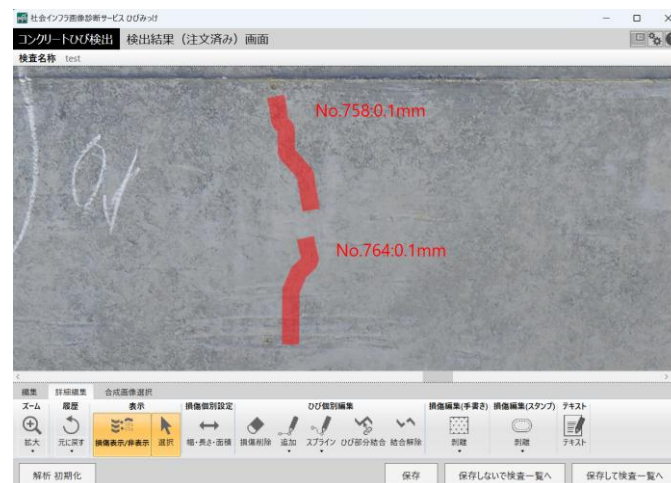 社会インフラ画像診断サービス ひびみっけ
コンクリートひび検出 検出結果（注文済み）画面
検査名称 test
No.758:0.1mm
No.764:0.1mm
編集 詳細編集 合成画像選択
ズーム 履歴 表示 損傷個別設定 ひび個別編集 損傷編集(手書き) 損傷編集(スタンプ) テキスト
拡大 元に戻す 損傷表示/非表示 選択 幅・長さ・面積 損傷削除 追加 スプライン ひび部分結合 結合解除 剥離 剥離 テキスト
解析 初期化 保存 保存しないで検査一覧へ 保存して検査一覧へ